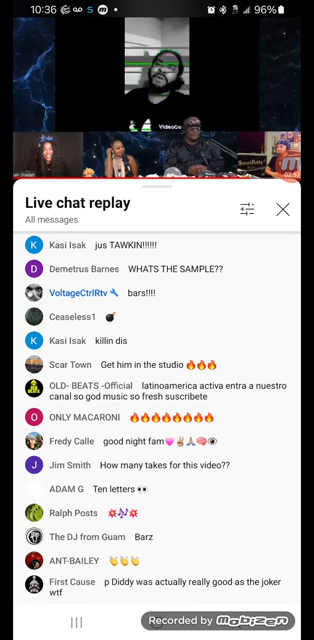 10:36
96%
VideoGo
02:53
Live chat replay
All messages
Kasi Isak jus TAWKIN!!!!!!
Demetrus Barnes WHATS THE SAMPLE??
VoltageCtrlRtv bars!!!!
Ceaseless1 💣
Kasi Isak killin dis
Scar Town Get him in the studio 🔥🔥🔥
OLD- BEATS -Official latinoamerica activa entra a nuestro
canal so god music so fresh suscribete
ONLY MACARONI 🔥🔥🔥🔥🔥🔥🔥🔥
Fredy Calle good night fam💗✌🏽🙏🏽🧠👁
Jim Smith How many takes for this video??
ADAM G Ten letters 👀
Ralph Posts 💥🎶💥
The DJ from Guam Barz
ANT-BAILEY 👏👏👏
First Cause p Diddy was actually really good as the joker
wtf
Recorded by mobizen